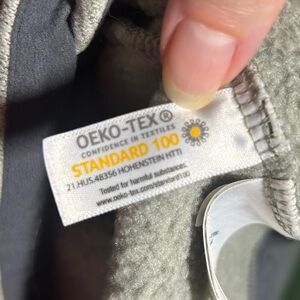 OEKO-TEX®
CONFIDENCE IN TEXTILES
STANDARD 100
21.HUS.48356 HOHENSTEIN HTTI
Tested for harmful substances.
www.oeko-tex.com/standard100